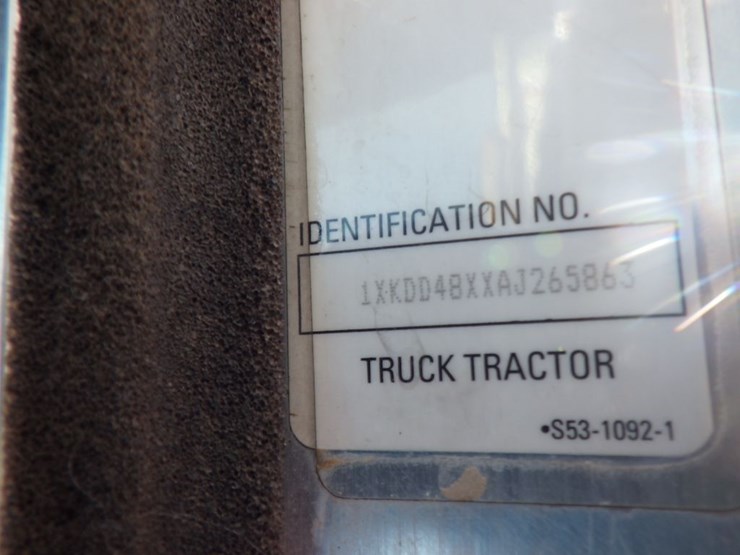 IDENTIFICATION NO.
1XKDD48XXAJ265863
TRUCK TRACTOR
•S53-1092-1